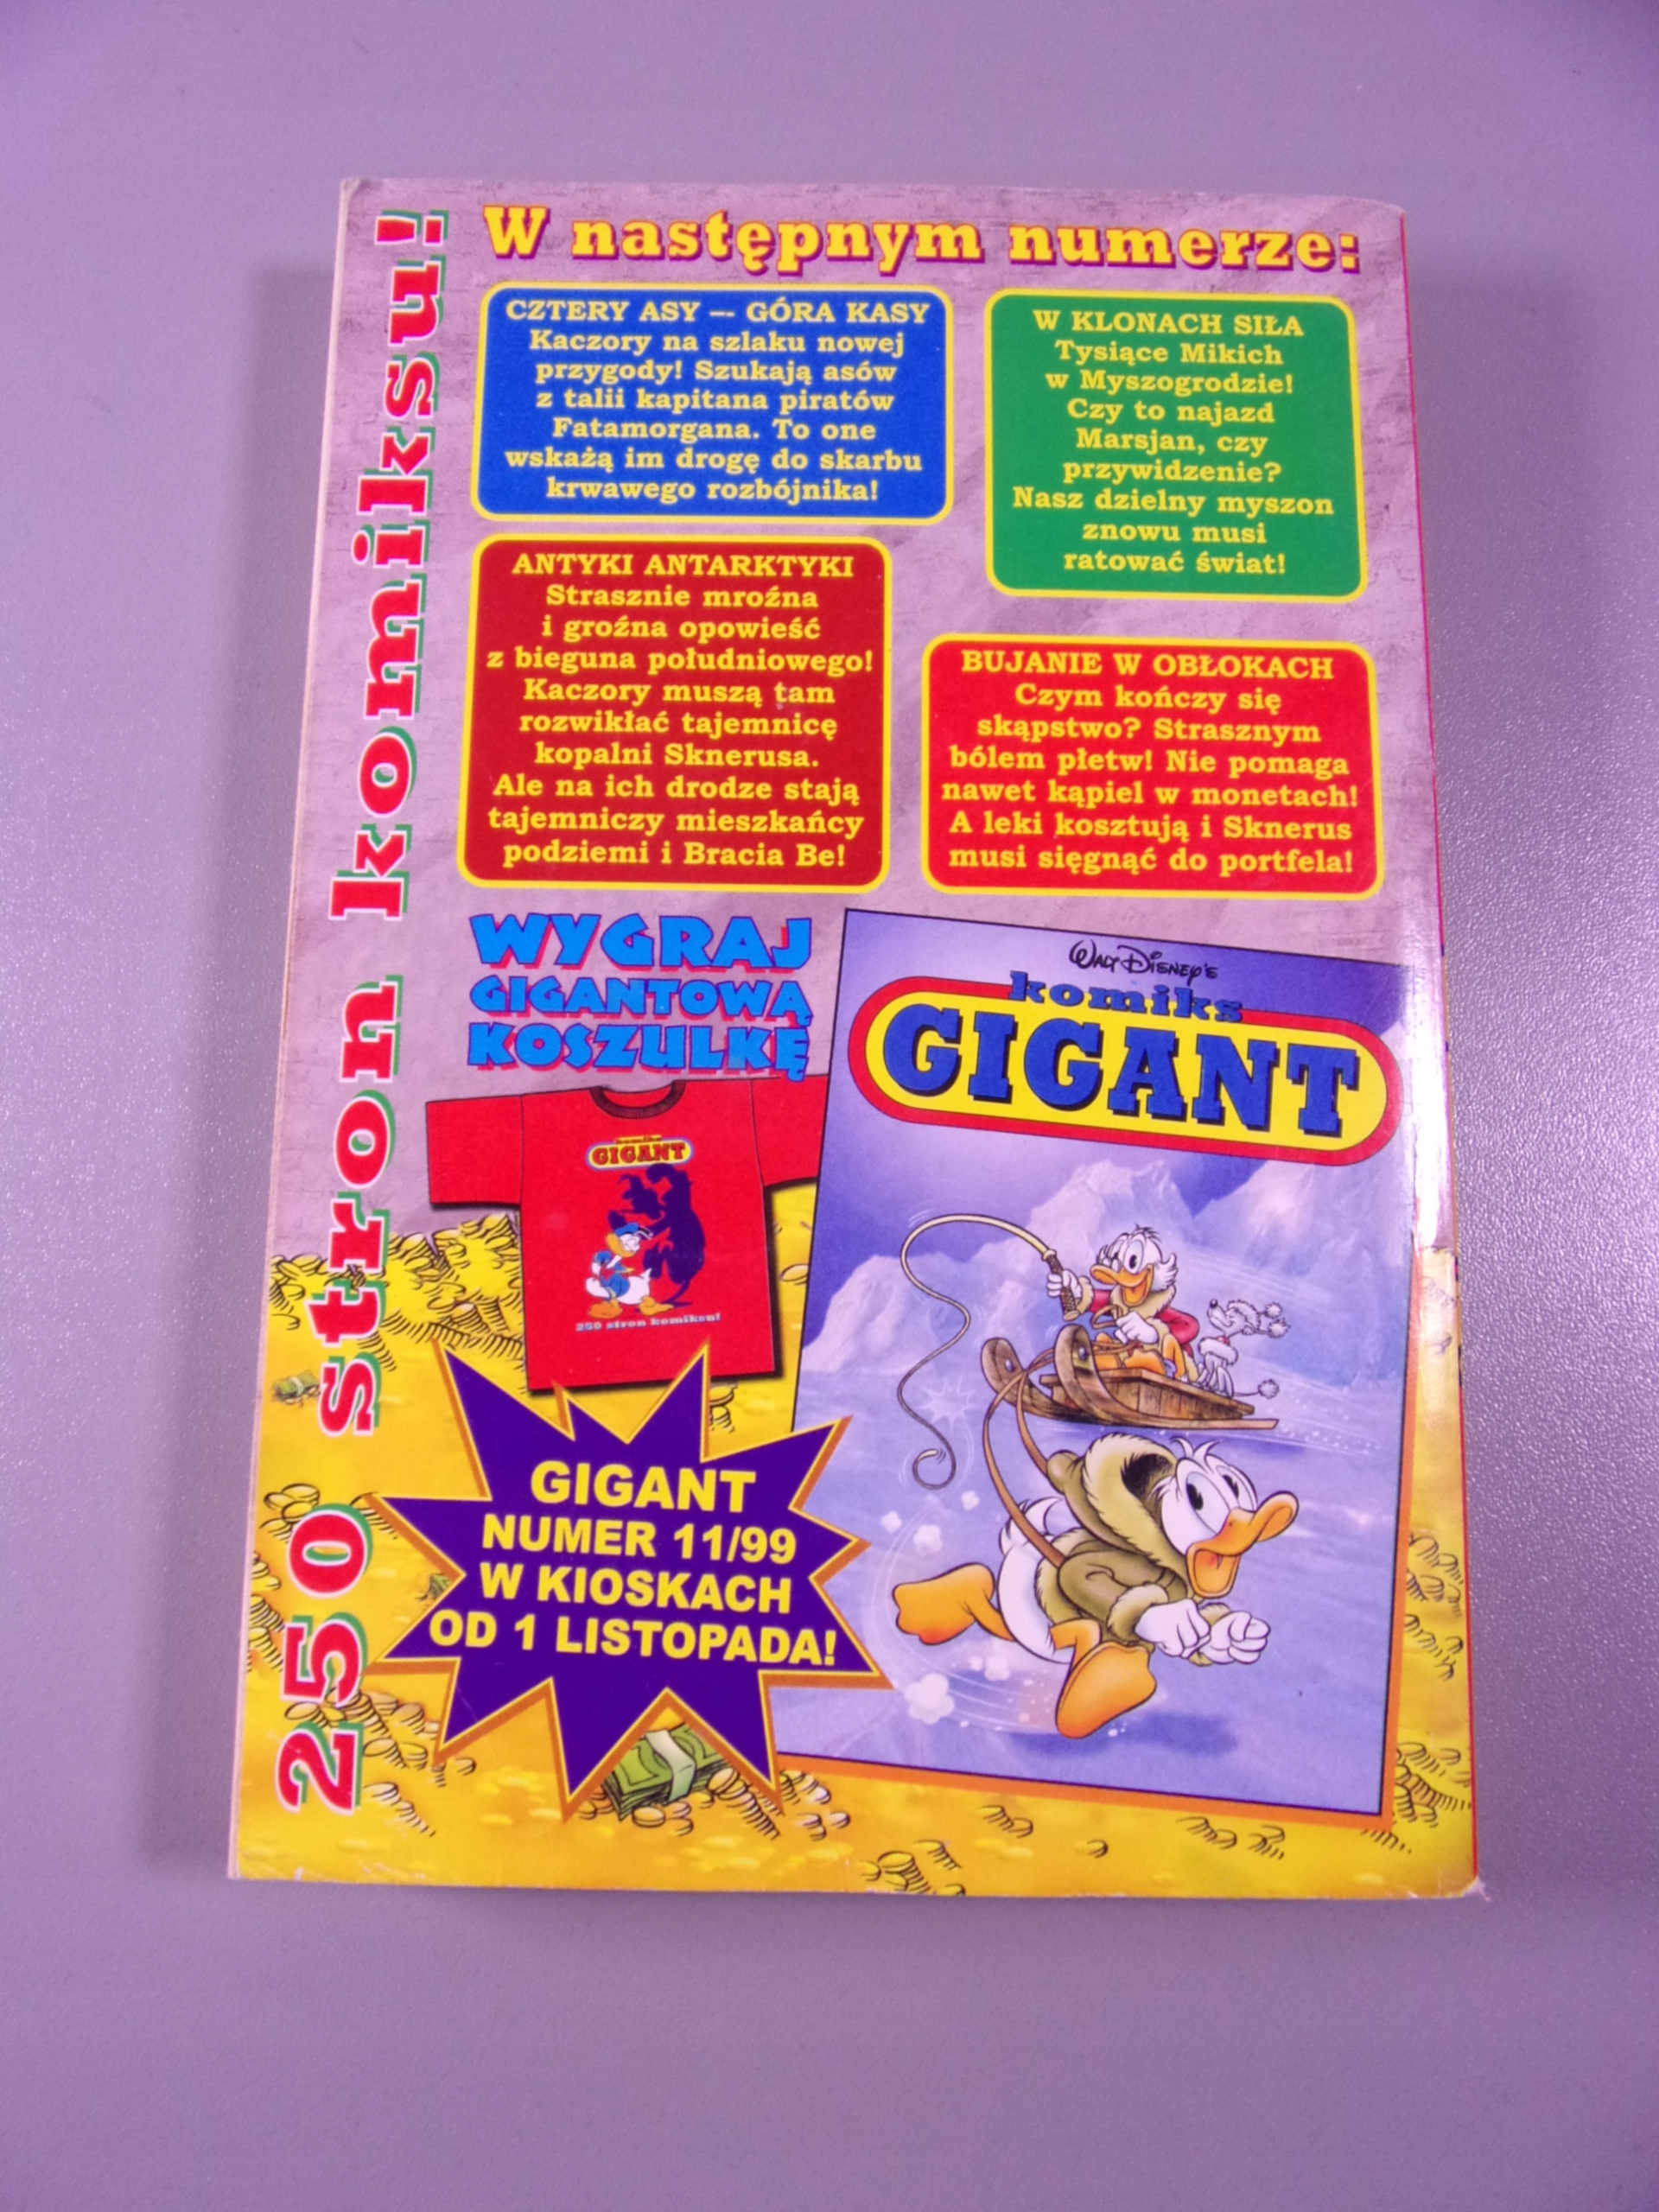 250 stron komiksu!
W następnym numerze:
CZTERY ASY -- GÓRA KASY
Kaczory na szlaku nowej
przygody! Szukają asów
z talii kapitana piratów
Fatamorgana. To one
wskażą im drogę do skarbu
krwawego rozbójnika!
W KLONACH SIŁA
Tysiące Mikich
w Myszogrodzie!
Czy to najazd
Marsjan, czy
przywidzenie?
Nasz dzielny myszon
znowu musi
ratować świat!
ANTYKI ANTARKTYKI
Strasznie mroźna
i groźna opowieść
z bieguna południowego!
Kaczory muszą tam
rozwikłać tajemnicę
kopalni Sknerusa.
Ale na ich drodze stają
tajemniczy mieszkańcy
podziemi i Bracia Be!
BUJANIE W OBŁOKACH
Czym kończy się
skąpstwo? Strasznym
bólem płetw! Nie pomaga
nawet kąpiel w monetach!
A leki kosztują i Sknerus
musi sięgnąć do portfela!
WYGRAJ
GIGANTOWĄ
KOSZULKĘ
komiks
GIGANT
250 stron komiksu!
WALT DISNEY'S
komiks
GIGANT
GIGANT
NUMER 11/99
W KIOSKACH
OD 1 LISTOPADA!